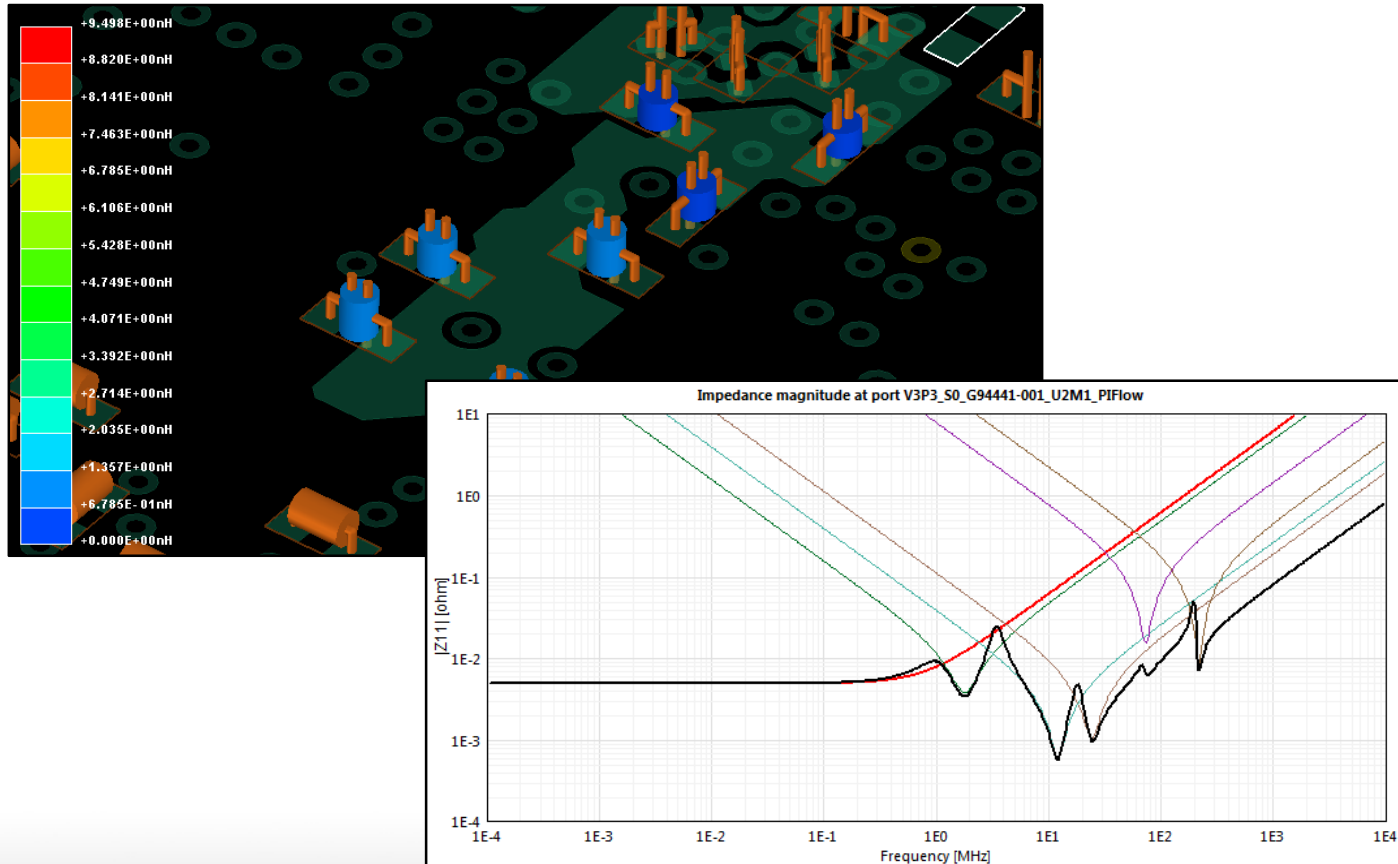 +9.498E+00nH
+8.820E+00nH
+8.141E+00nH
+7.463E+00nH
+6.785E+00nH
+6.106E+00nH
+5.428E+00nH
+4.749E+00nH
+4.071E+00nH
+3.392E+00nH
+2.714E+00nH
+2.035E+00nH
+1.357E+00nH
+6.785E-01nH
+0.000E+00nH
Impedance magnitude at port V3P3_S0_G94441-001_U2M1_PIFlow
|Z11| [ohm]
1E1
1E0
1E-1
1E-2
1E-3
1E-4
1E-4 1E-3 1E-2 1E-1 1E0 1E1 1E2 1E3 1E4
Frequency [MHz]